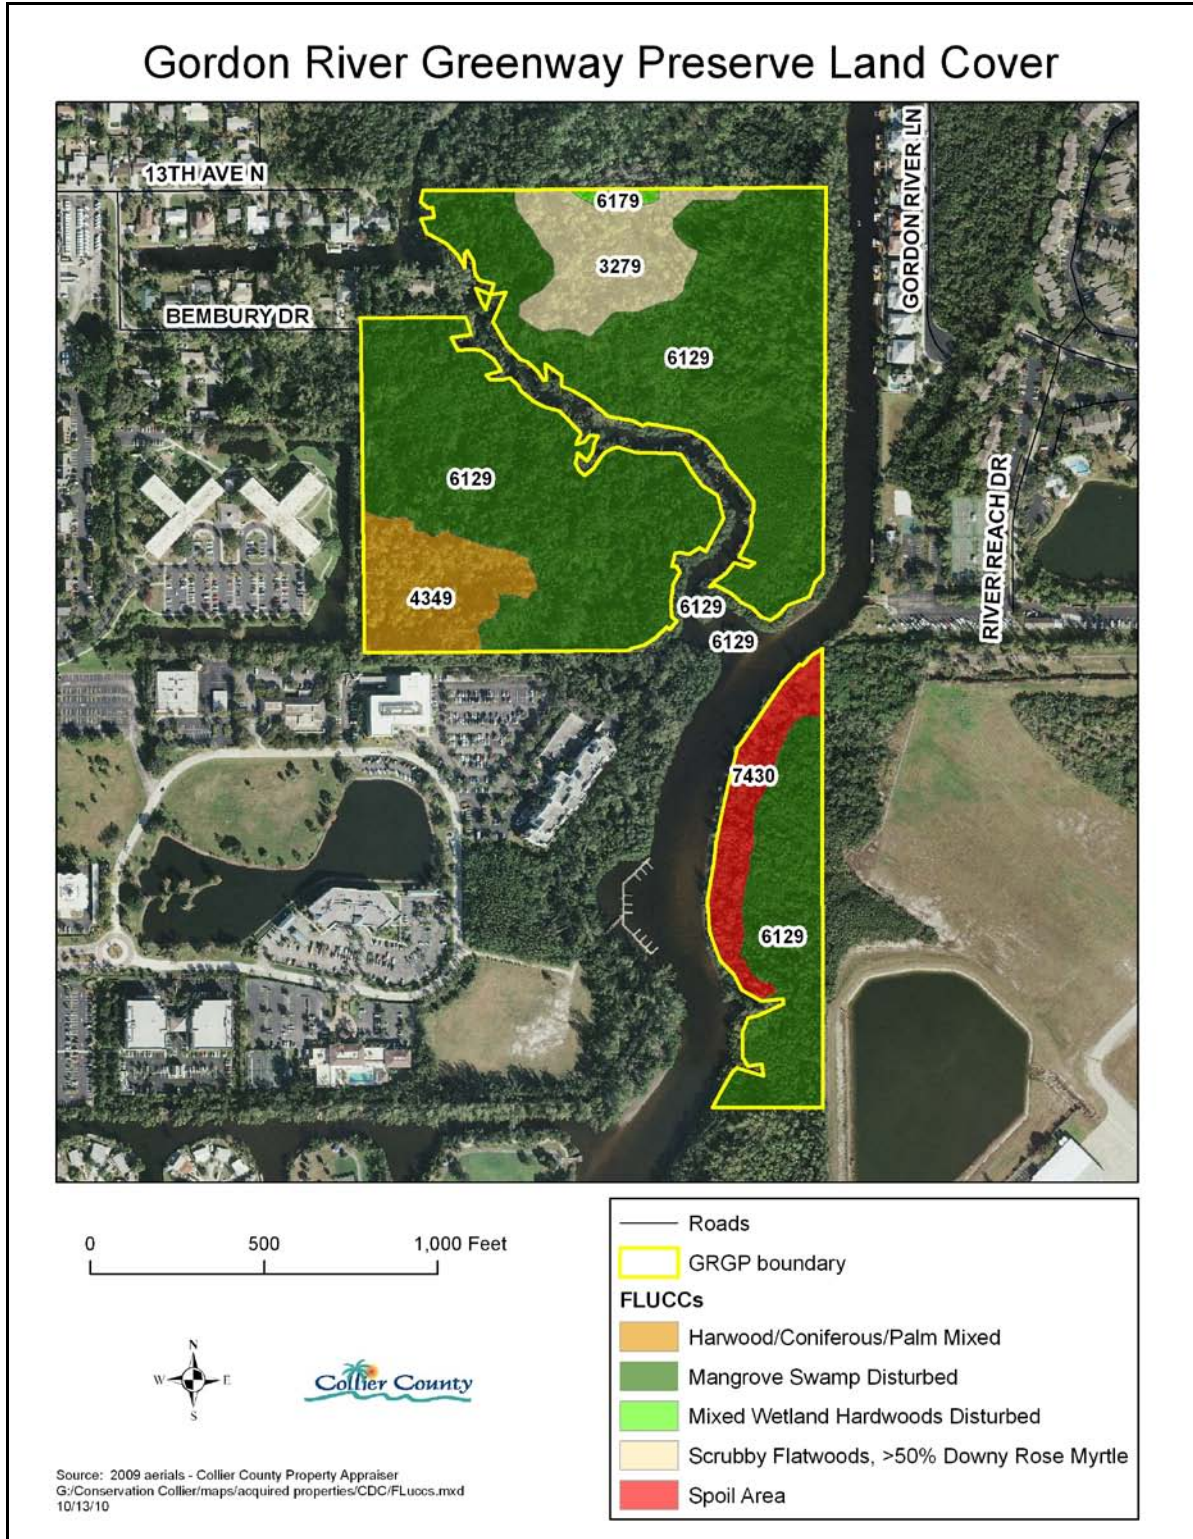 Gordon River Greenway Preserve Land Cover
13TH AVE N
GORDON RIVER LN
6179
3279
BEMBURY DR
6129
6129
RIVER REACH DR
4349
6129
6129
7430
6129
0 500 1,000 Feet
N
W E
S
Collier County
Source: 2009 aerials - Collier County Property Appraiser
G:/Conservation Collier/maps/acquired properties/CDC/FLuccs.mxd
10/13/10
Roads
GRGP boundary
FLUCCs
Harwood/Coniferous/Palm Mixed
Mangrove Swamp Disturbed
Mixed Wetland Hardwoods Disturbed
Scrubby Flatwoods, >50% Downy Rose Myrtle
Spoil Area